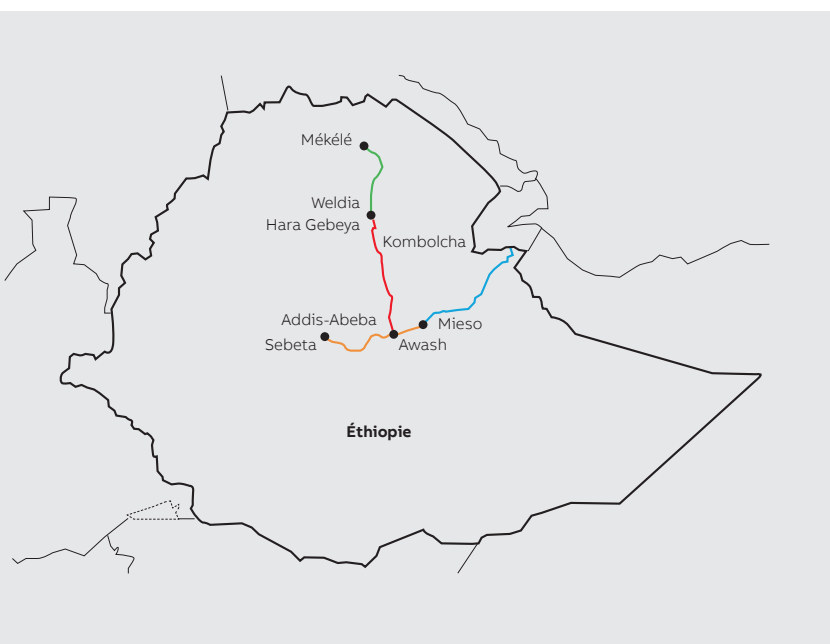 Mékélé
Weldia
Hara Gebeya
Kombolcha
Addis-Abeba
Mieso
Sebeta
Awash
Éthiopie